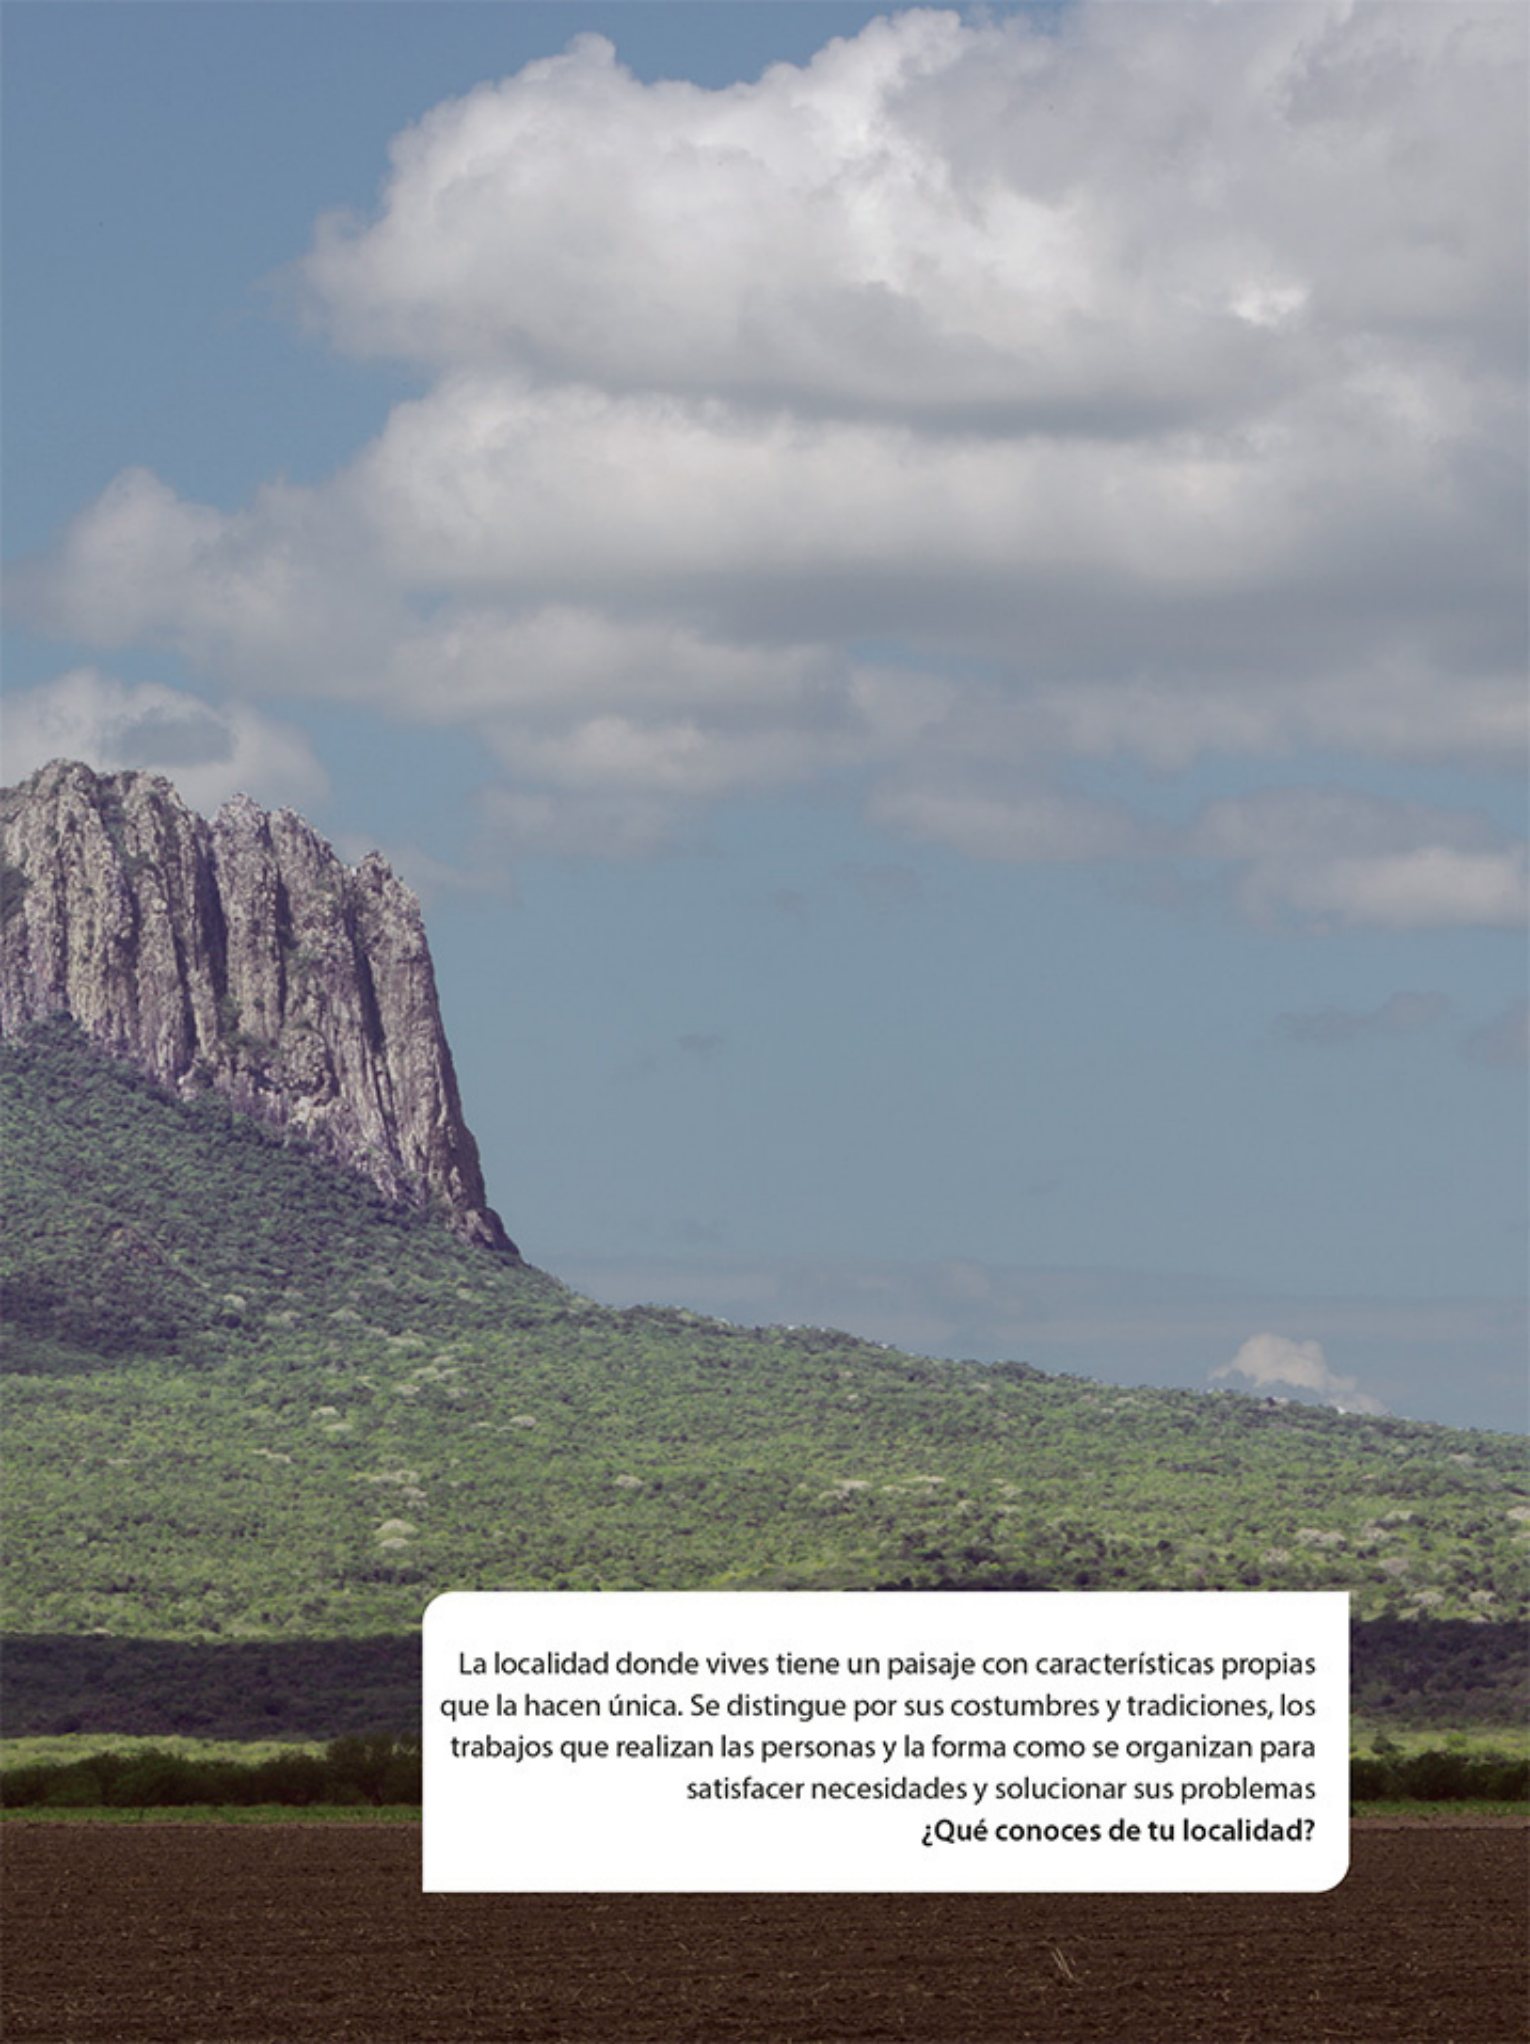 La localidad donde vives tiene un paisaje con características propias
que la hacen única. Se distingue por sus costumbres y tradiciones, los
trabajos que realizan las personas y la forma como se organizan para
satisfacer necesidades y solucionar sus problemas
¿Qué conoces de tu localidad?